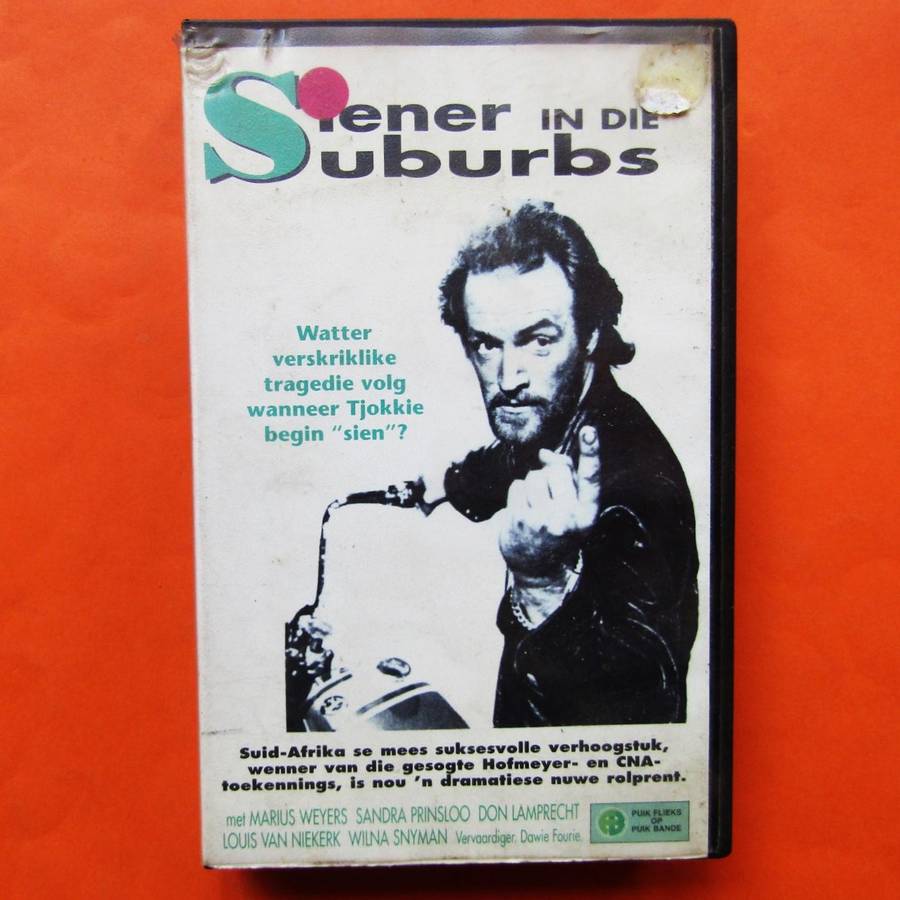 Siener IN DIE
Suburbs
Watter
verskriklike
tragedie volg
wanneer Tjokkie
begin “sien”?
Suid-Afrika se mees suksesvolle verhoogstuk,
wenner van die gesogte Hofmeyer- en CNA-
toekennings, is nou 'n dramatiese nuwe rolprent.
met MARIUS WEYERS SANDRA PRINSLOO DON LAMPRECHT
LOUIS VAN NIEKERK WILNA SNYMAN Vervaardiger. Dawie Fourie.
PUIK FLIEKS
OP
PUIK BANDE